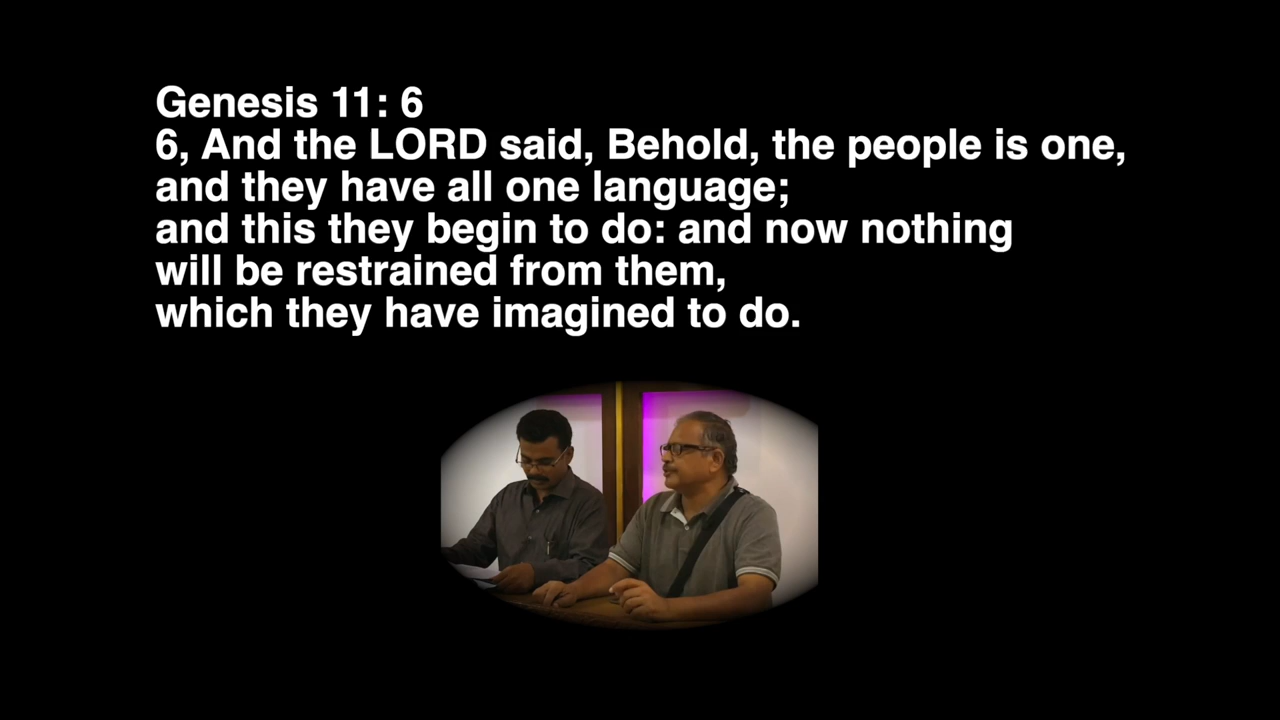 Genesis 11: 6
6, And the LORD said, Behold, the people is one,
and they have all one language;
and this they begin to do: and now nothing
will be restrained from them,
which they have imagined to do.